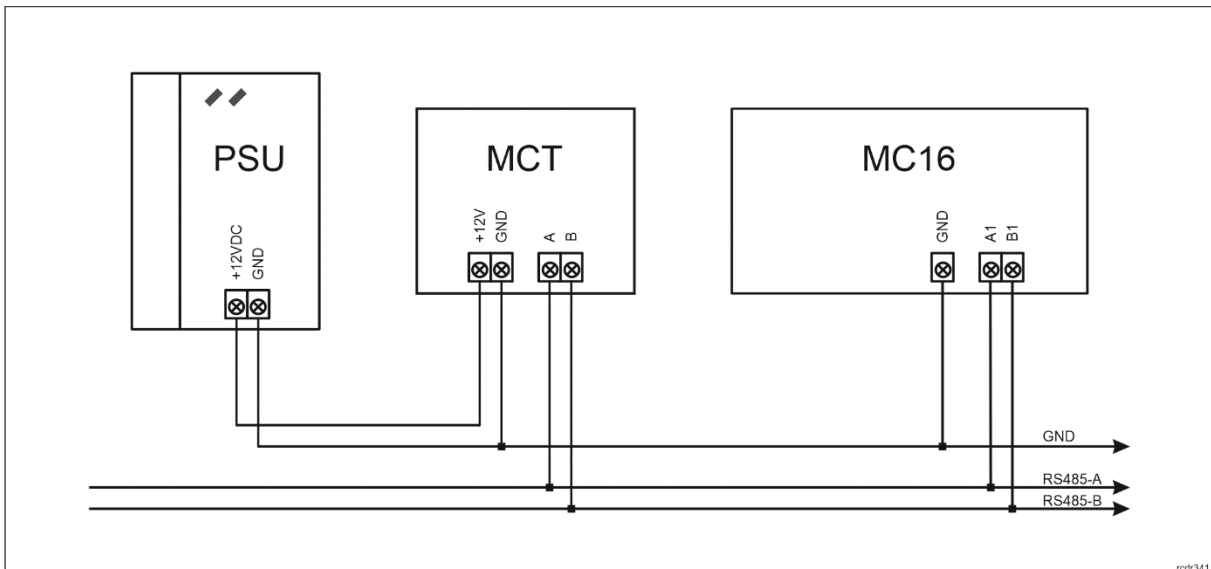 PSU
MCT
MC16
+12VDC
GND
+12V
GND
A
B
GND
A1
B1
GND
RS485-A
RS485-B